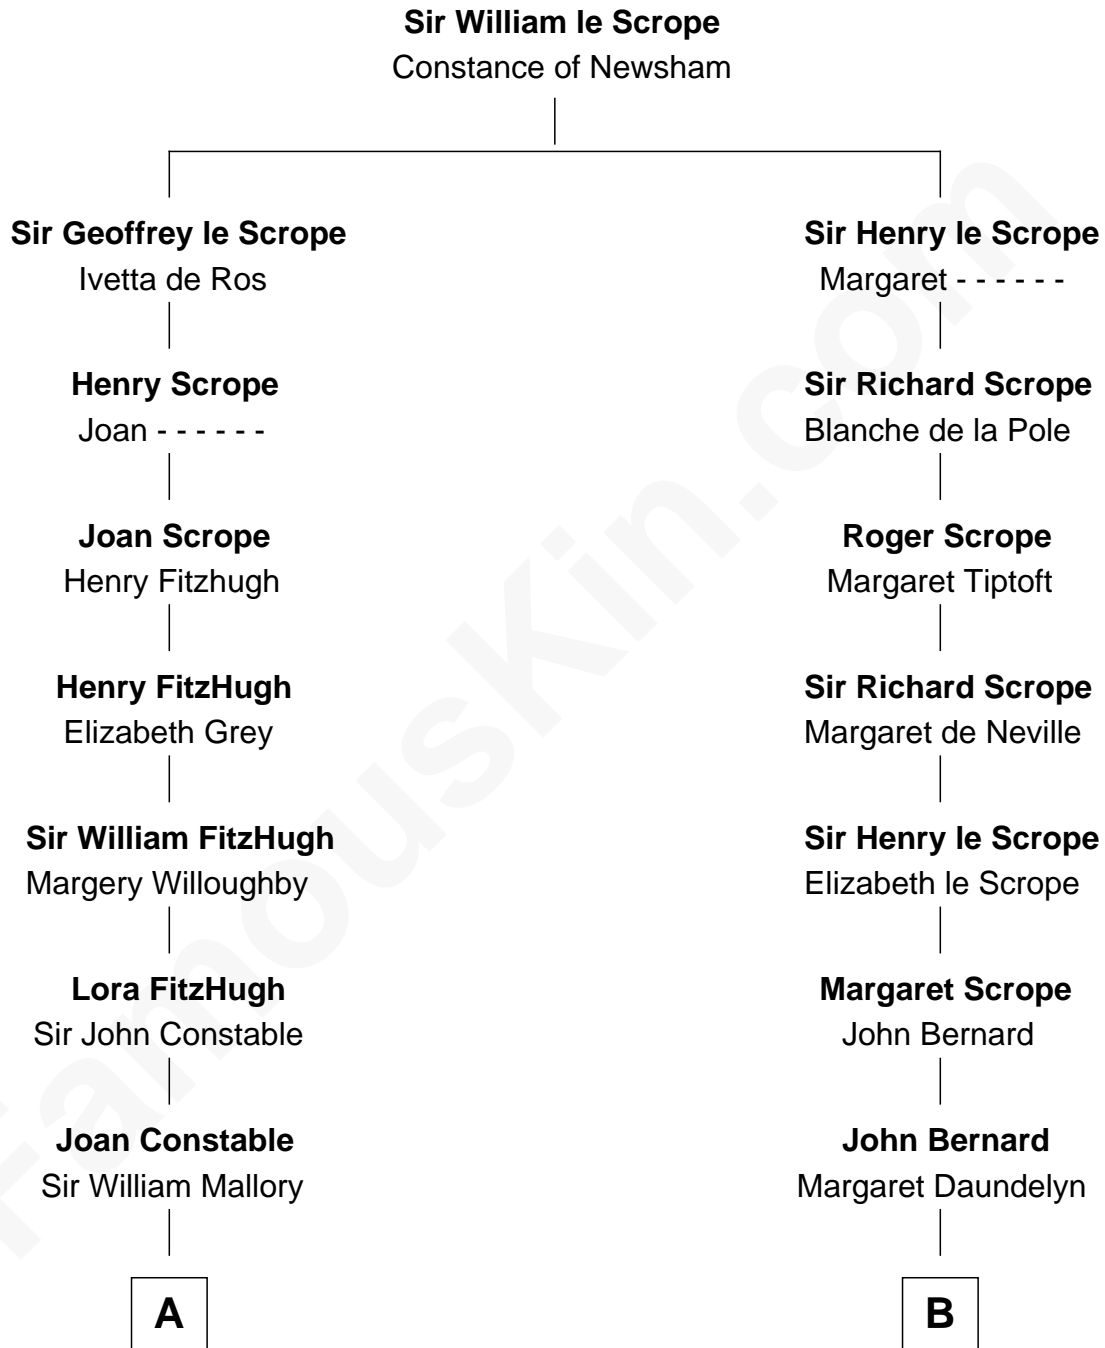 Sir William le Scrope
Constance of Newsham
Sir Geoffrey le Scrope
Ivetta de Ros
Sir Henry le Scrope
Margaret - - - - - -
Henry Scrope
Joan - - - - - -
Sir Richard Scrope
Blanche de la Pole
Joan Scrope
Henry Fitzhugh
Roger Scrope
Margaret Tiptoft
Henry FitzHugh
Elizabeth Grey
Sir Richard Scrope
Margaret de Neville
Sir William FitzHugh
Margery Willoughby
Sir Henry le Scrope
Elizabeth le Scrope
Lora FitzHugh
Sir John Constable
Margaret Scrope
John Bernard
Joan Constable
Sir William Mallory
John Bernard
Margaret Daundelyn
A
B
FamousKin.com